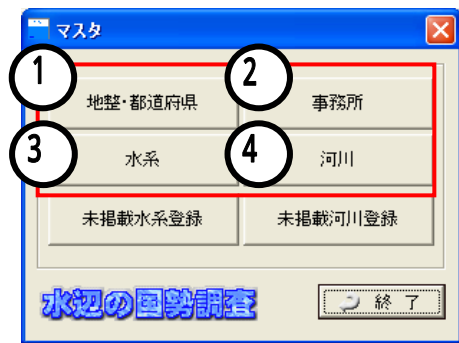 マスタ
1 2
地整・都道府県 事務所
3 4
水系 河川
未掲載水系登録 未掲載河川登録
水辺の国勢調査 終了